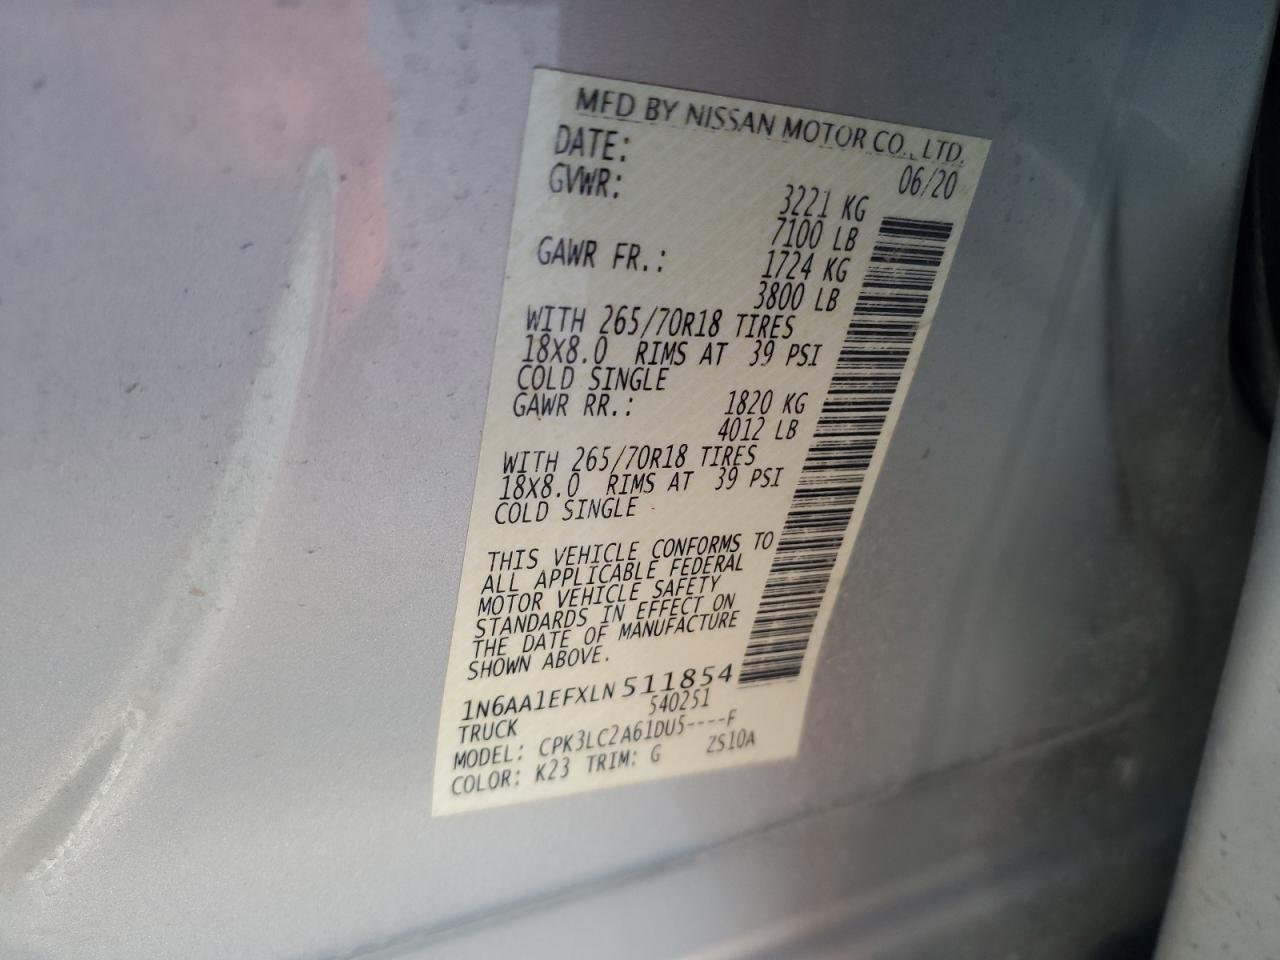 MFD BY NISSAN MOTOR CO., LTD.
DATE: 06/20
GVWR: 3221 KG
7100 LB
GAWR FR.: 1724 KG
3800 LB
WITH 265/70R18 TIRES
18X8.0 RIMS AT 39 PSI
COLD SINGLE
GAWR RR.: 1820 KG
4012 LB
WITH 265/70R18 TIRES
18X8.0 RIMS AT 39 PSI
COLD SINGLE
THIS VEHICLE CONFORMS TO
ALL APPLICABLE FEDERAL
MOTOR VEHICLE SAFETY
STANDARDS IN EFFECT ON
THE DATE OF MANUFACTURE
SHOWN ABOVE.
1N6AA1EFXLN511854
TRUCK 540251
MODEL: CPK3LC2A61DU5----F
COLOR: K23 TRIM: G ZS10A